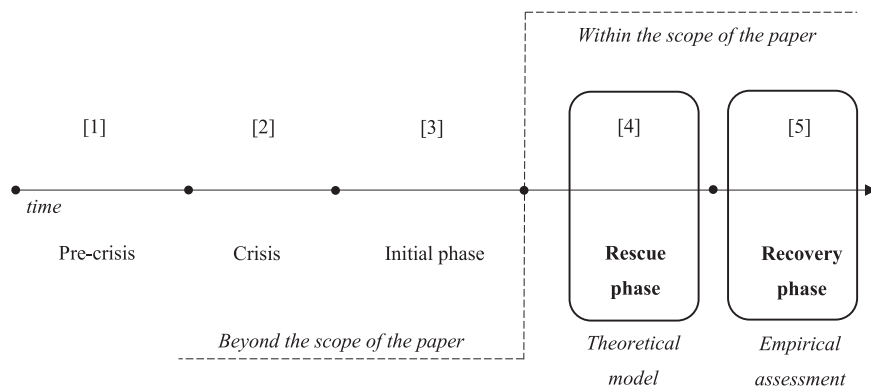 Within the scope of the paper
[1] [2] [3] [4] [5]
time
Pre-crisis Crisis Initial phase Rescue phase Recovery phase
Beyond the scope of the paper
Theoretical model Empirical assessment